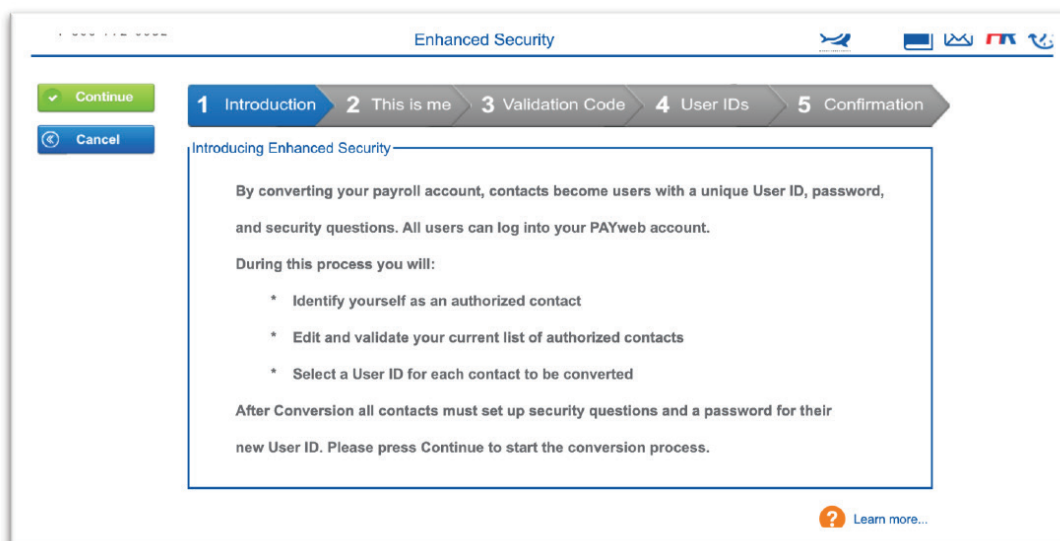 Enhanced Security
Continue
Cancel
1 Introduction 2 This is me 3 Validation Code 4 User IDs 5 Confirmation
Introducing Enhanced Security
By converting your payroll account, contacts become users with a unique User ID, password,
and security questions. All users can log into your PAYweb account.
During this process you will:
* Identify yourself as an authorized contact
* Edit and validate your current list of authorized contacts
* Select a User ID for each contact to be converted
After Conversion all contacts must set up security questions and a password for their
new User ID. Please press Continue to start the conversion process.
? Learn more...